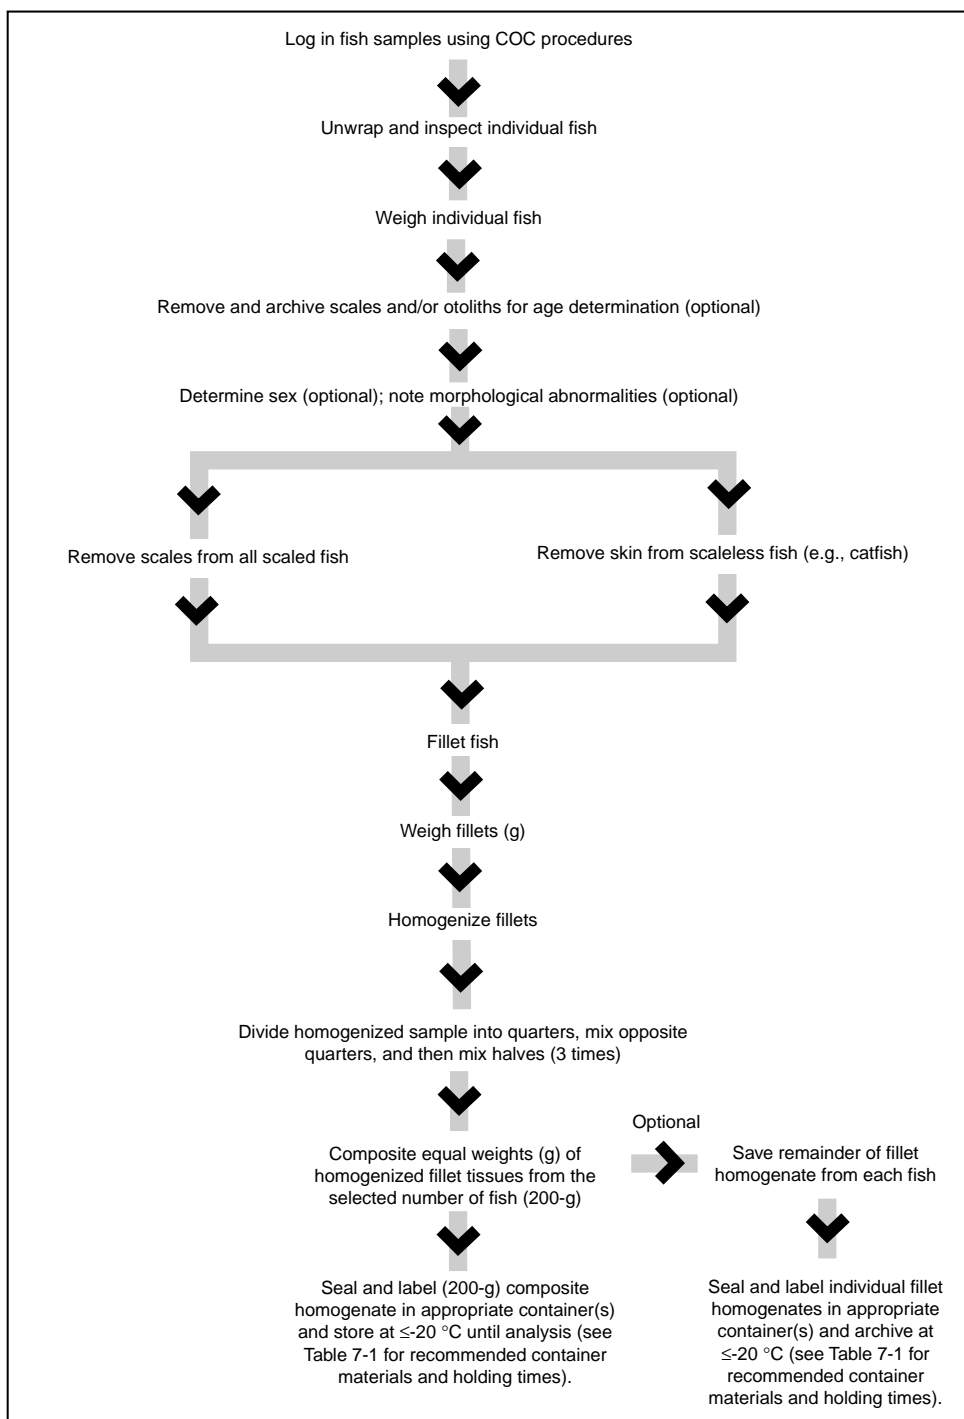 Log in fish samples using COC procedures
Unwrap and inspect individual fish
Weigh individual fish
Remove and archive scales and/or otoliths for age determination (optional)
Determine sex (optional); note morphological abnormalities (optional)
Remove scales from all scaled fish
Remove skin from scaleless fish (e.g., catfish)
Fillet fish
Weigh fillets (g)
Homogenize fillets
Divide homogenized sample into quarters, mix opposite
quarters, and then mix halves (3 times)
Composite equal weights (g) of
homogenized fillet tissues from the
selected number of fish (200-g)
Optional
Save remainder of fillet
homogenate from each fish
Seal and label (200-g) composite
homogenate in appropriate container(s)
and store at ≤-20 °C until analysis (see
Table 7-1 for recommended container
materials and holding times).
Seal and label individual fillet
homogenates in appropriate
container(s) and archive at
≤-20 °C (see Table 7-1 for
recommended container
materials and holding times).